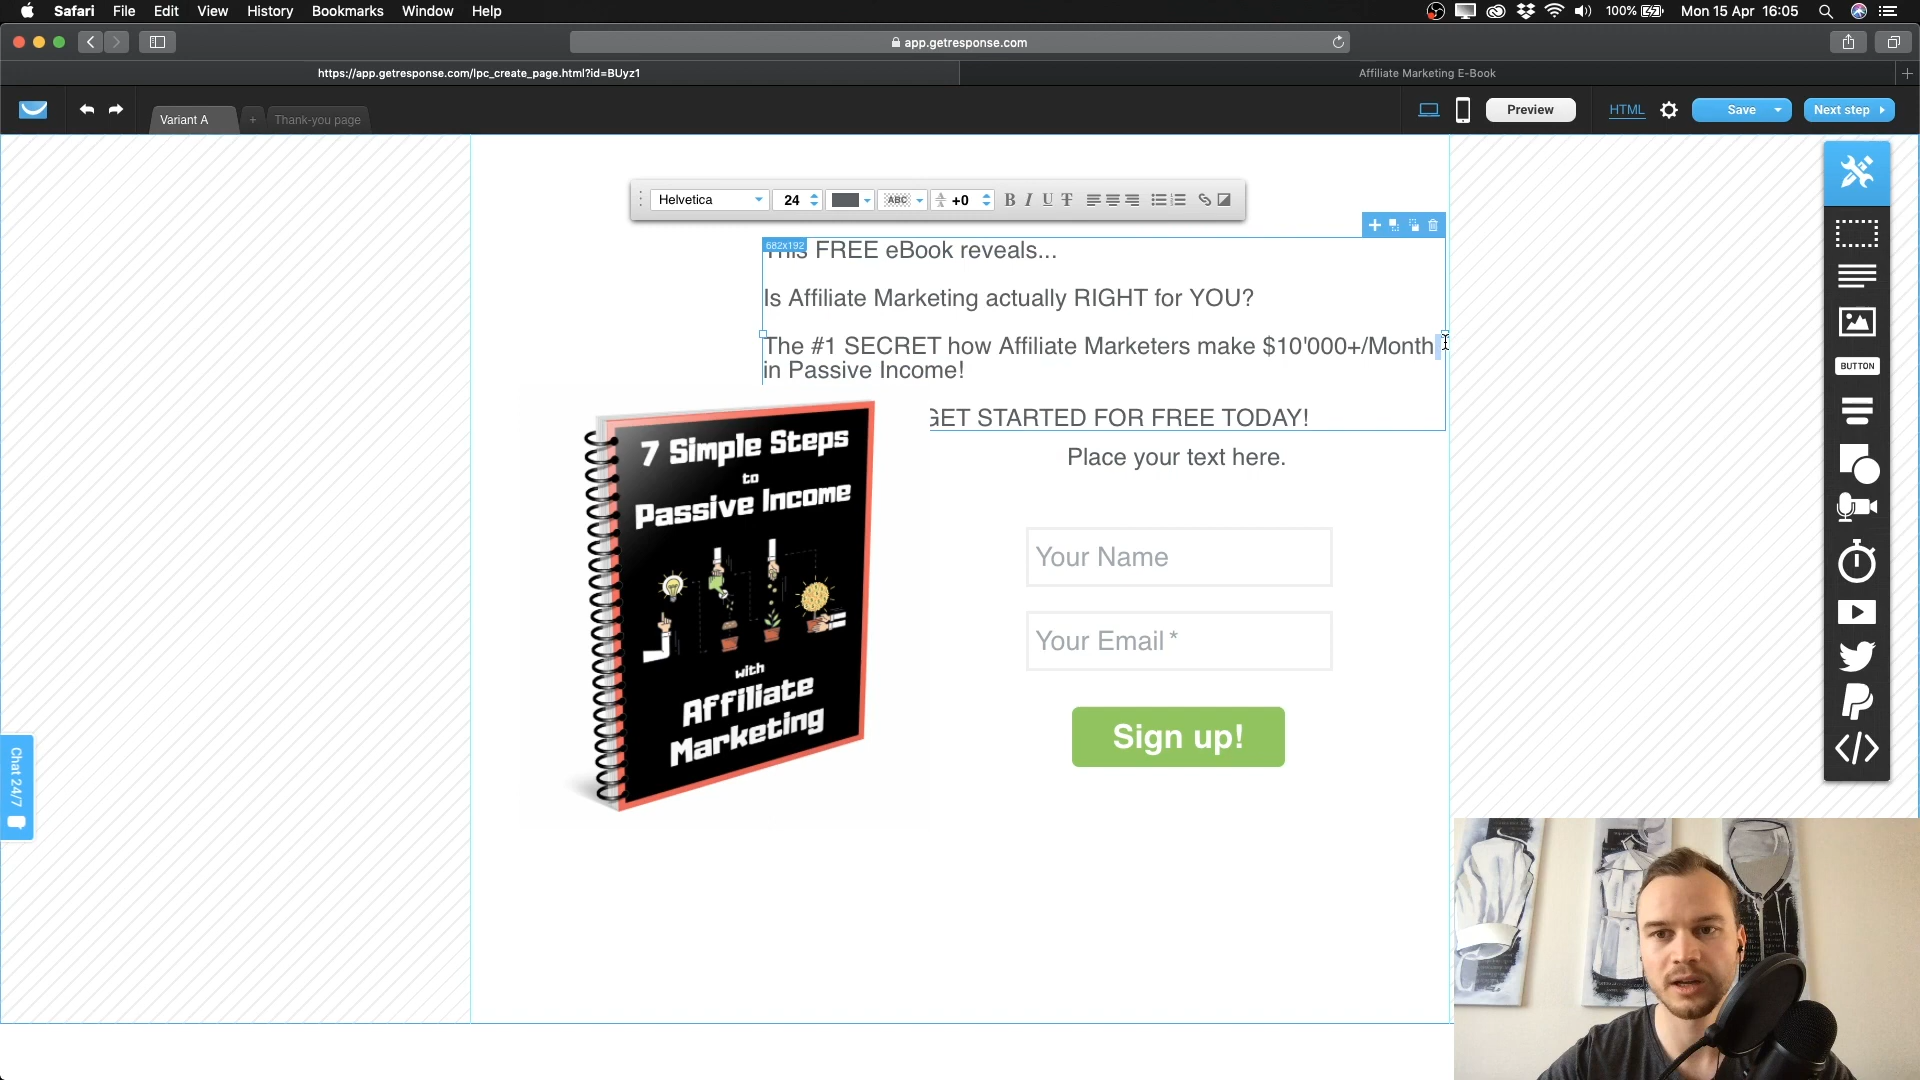 Safari File Edit View History Bookmarks Window Help 100% Mon 15 Apr 16:05
app.getresponse.com
https://app.getresponse.com/lpc_create_page.html?id=BUyz1 Affiliate Marketing E-Book
Variant A + Thank-you page Preview HTML Save Next step
Helvetica 24 ABC +0 B I U T
682x192
This FREE eBook reveals...
Is Affiliate Marketing actually RIGHT for YOU?
The #1 SECRET how Affiliate Marketers make $10'000+/Month
in Passive Income!
GET STARTED FOR FREE TODAY!
Place your text here.
7 Simple Steps
to
Passive Income
with
Affiliate
Marketing
Your Name
Your Email *
Sign up!
BUTTON
Chat 24/7